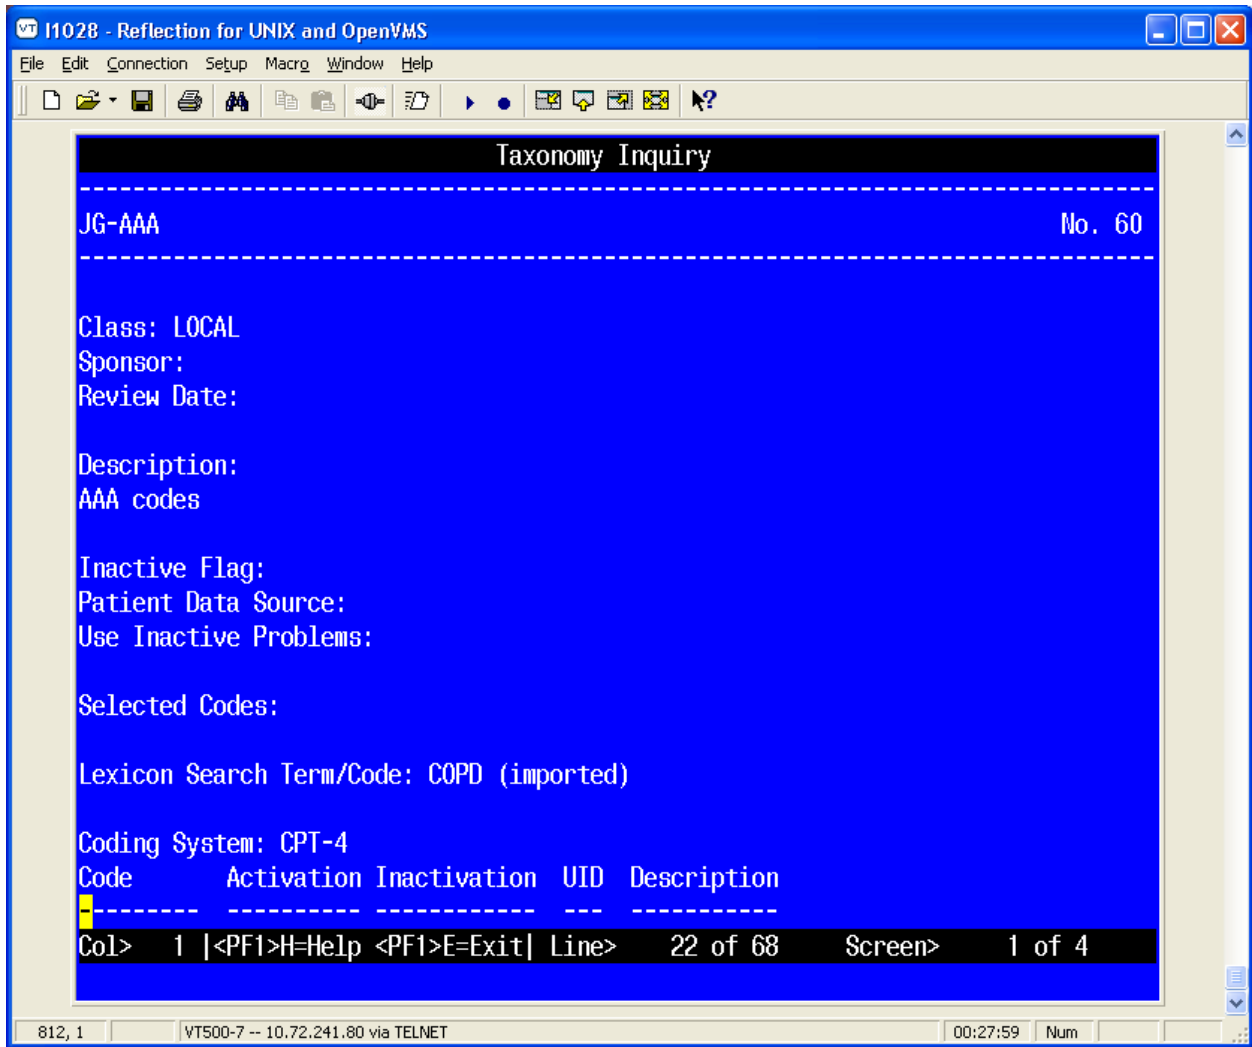 VT I1028 - Reflection for UNIX and OpenVMS
File Edit Connection Setup Macro Window Help
Taxonomy Inquiry
--------------------------------------------------------------------------------
JG-AAA No. 60
--------------------------------------------------------------------------------
Class: LOCAL
Sponsor:
Review Date:
Description:
AAA codes
Inactive Flag:
Patient Data Source:
Use Inactive Problems:
Selected Codes:
Lexicon Search Term/Code: COPD (imported)
Coding System: CPT-4
Code Activation Inactivation UID Description
--------- ---------- ------------ --- -----------
Col> 1 |<PF1>H=Help <PF1>E=Exit| Line> 22 of 68 Screen> 1 of 4
812, 1 VT500-7 -- 10.72.241.80 via TELNET 00:27:59 Num